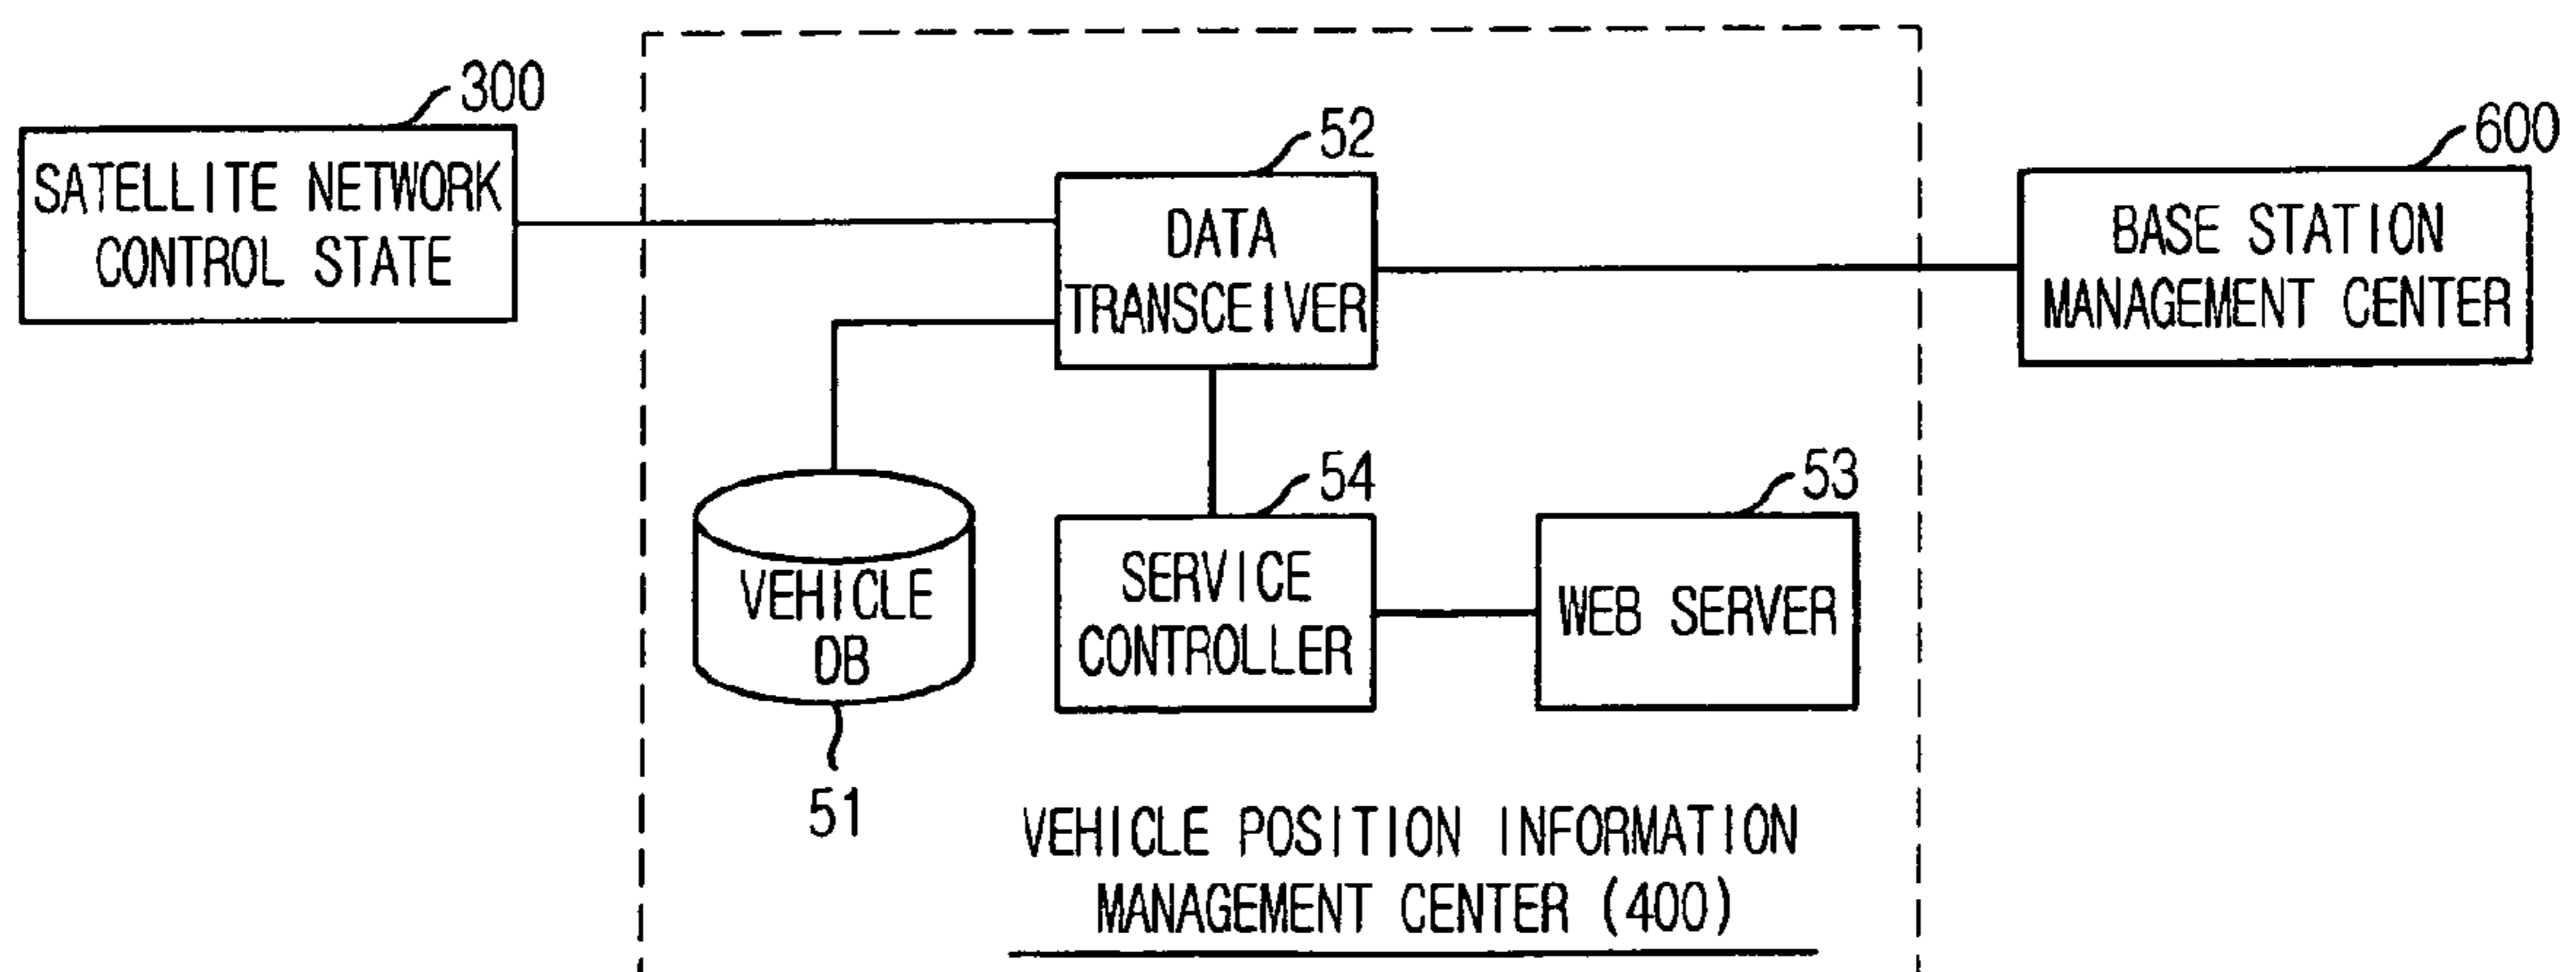 300
SATELLITE NETWORK
CONTROL STATE
52
DATA
TRANSCEIVER
600
BASE STATION
MANAGEMENT CENTER
VEHICLE
DB
51
54
SERVICE
CONTROLLER
53
WEB SERVER
VEHICLE POSITION INFORMATION
MANAGEMENT CENTER (400)